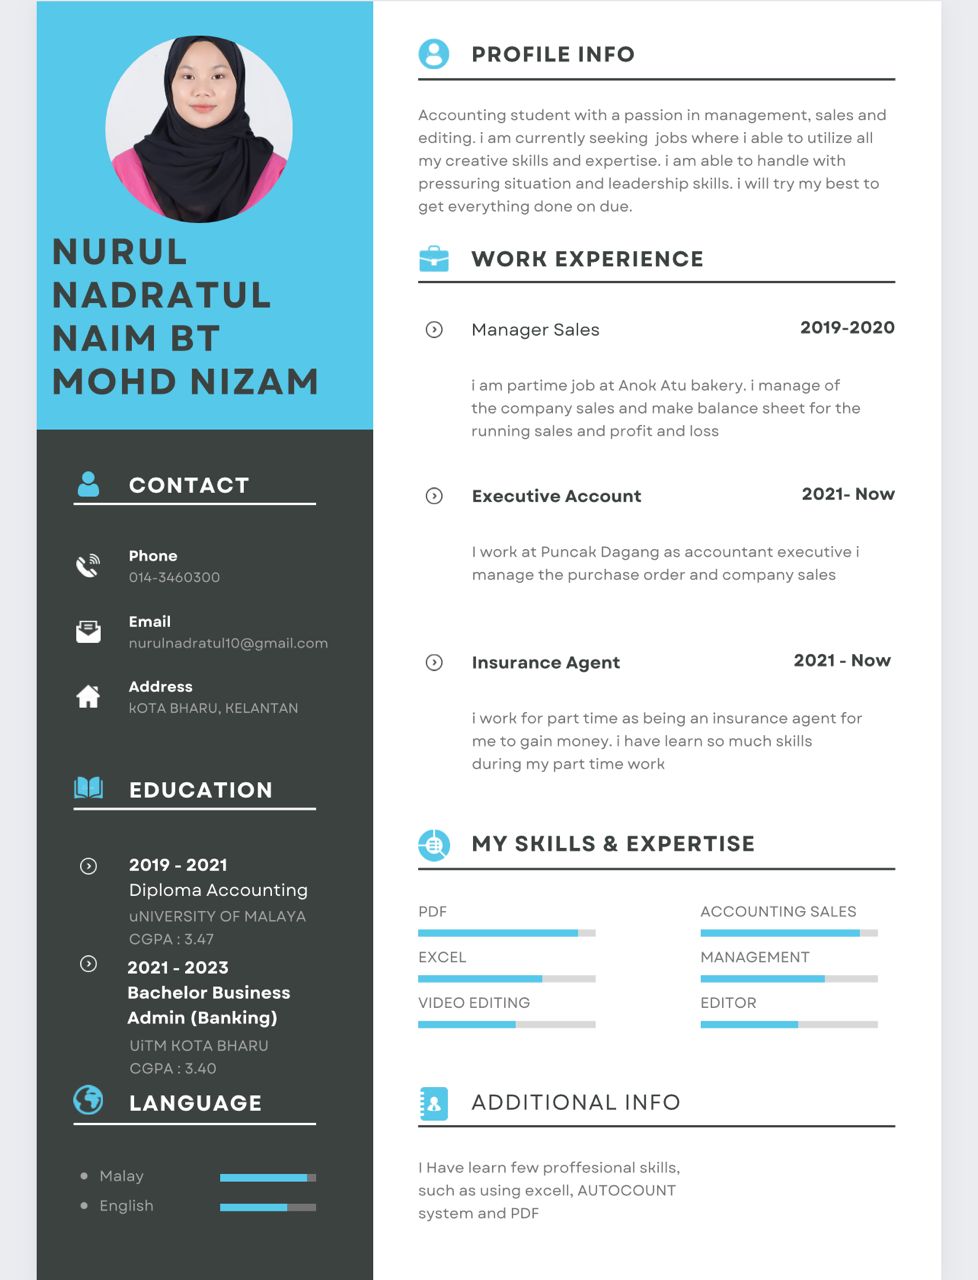 NURUL
NADRATUL
NAIM BT
MOHD NIZAM
CONTACT
Phone
014-3460300
Email
nurulnadratul10@gmail.com
Address
kOTA BHARU, KELANTAN
EDUCATION
2019 - 2021
Diploma Accounting
uNIVERSITY OF MALAYA
CGPA : 3.47
2021 - 2023
Bachelor Business
Admin (Banking)
UiTM KOTA BHARU
CGPA : 3.40
LANGUAGE
Malay
English
PROFILE INFO
Accounting student with a passion in management, sales and
editing. i am currently seeking  jobs where i able to utilize all
my creative skills and expertise. i am able to handle with
pressuring situation and leadership skills. i will try my best to
get everything done on due.
WORK EXPERIENCE
Manager Sales 2019-2020
i am partime job at Anok Atu bakery. i manage of
the company sales and make balance sheet for the
running sales and profit and loss
Executive Account 2021- Now
I work at Puncak Dagang as accountant executive i
manage the purchase order and company sales
Insurance Agent 2021 - Now
i work for part time as being an insurance agent for
me to gain money. i have learn so much skills
during my part time work
MY SKILLS & EXPERTISE
PDF ACCOUNTING SALES
EXCEL MANAGEMENT
VIDEO EDITING EDITOR
ADDITIONAL INFO
I Have learn few proffesional skills,
such as using excell, AUTOCOUNT
system and PDF